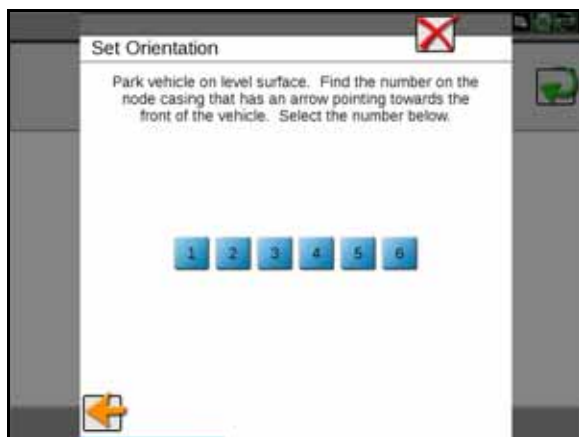 Set Orientation
Park vehicle on level surface. Find the number on the
node casing that has an arrow pointing towards the
front of the vehicle. Select the number below.
1 2 3 4 5 6